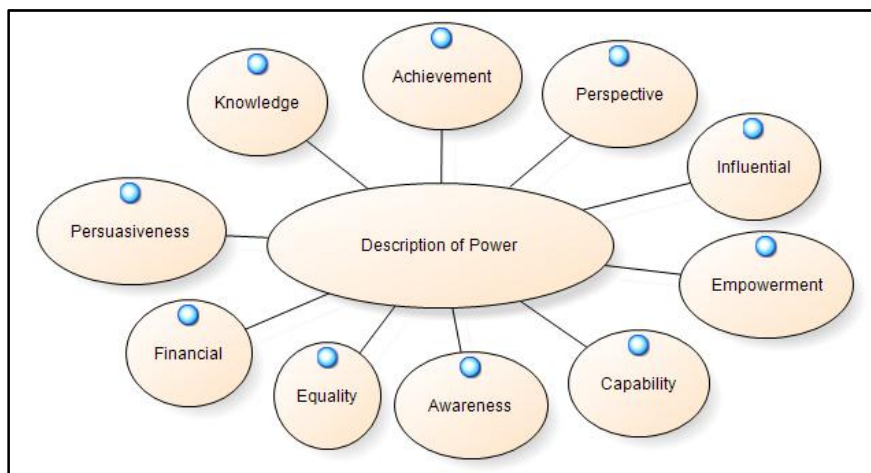 Achievement
Knowledge
Perspective
Influential
Persuasiveness
Description of Power
Empowerment
Financial
Equality
Awareness
Capability